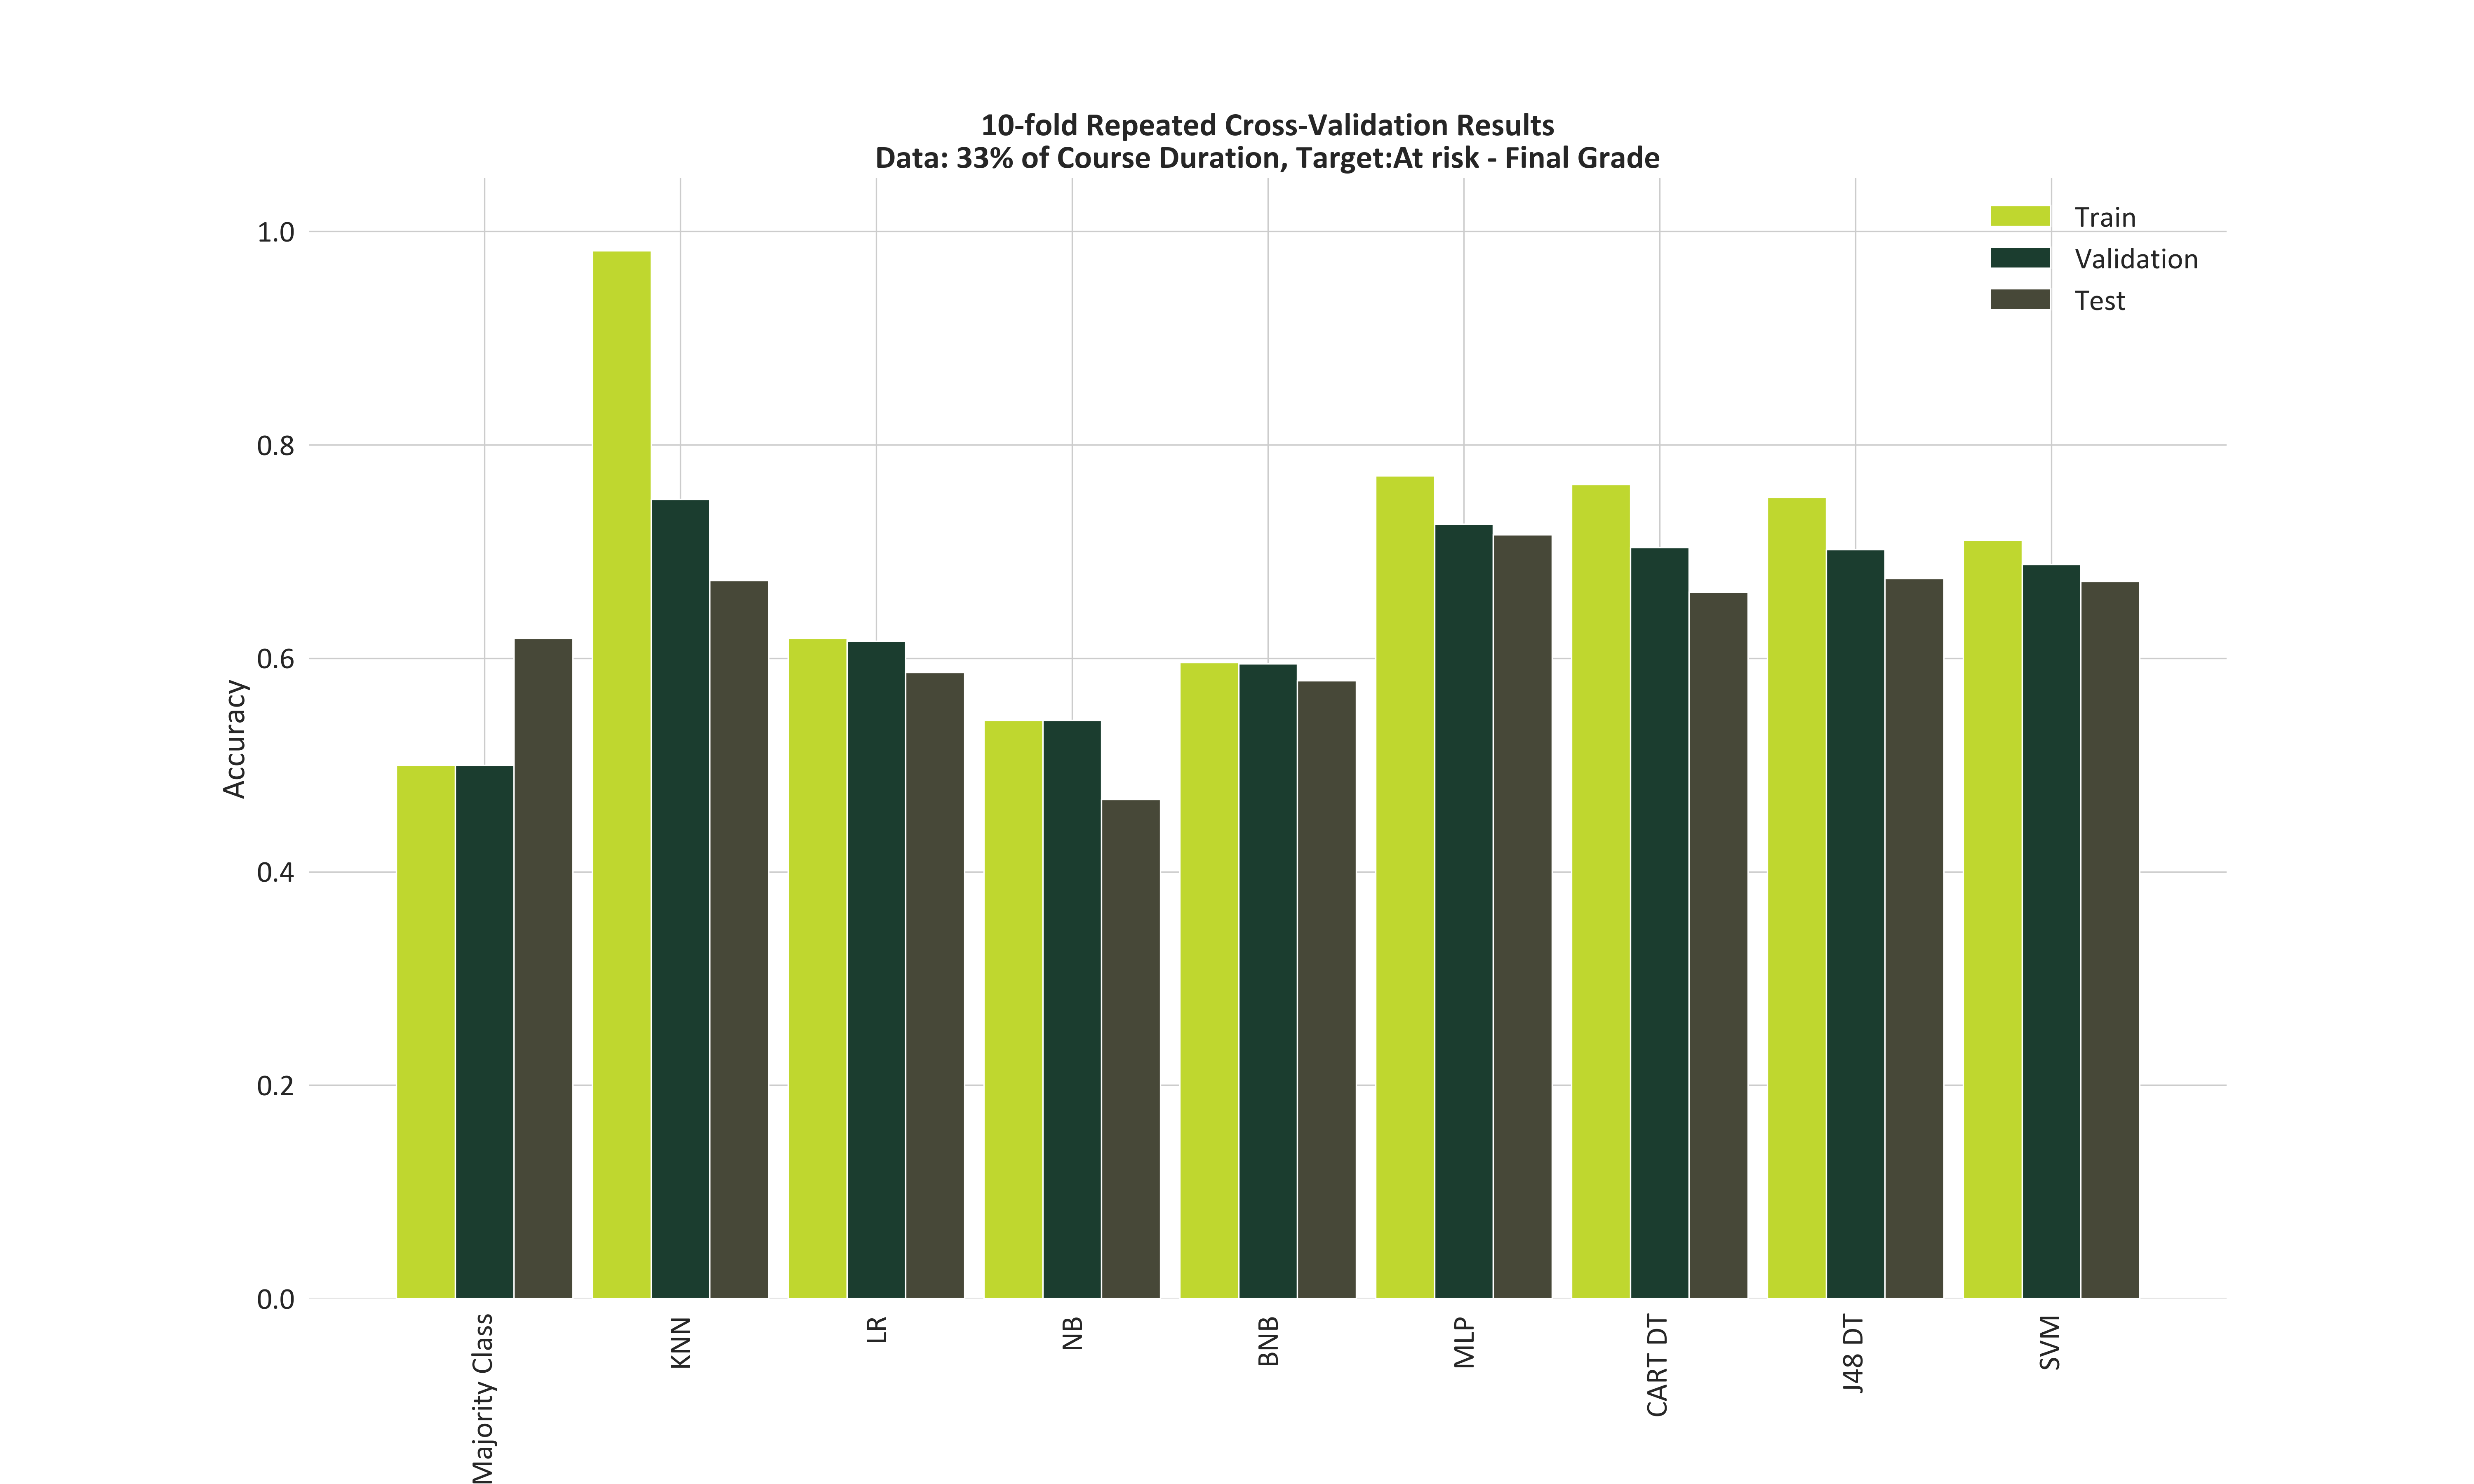 10-fold Repeated Cross-Validation Results
Data: 33% of Course Duration, Target:At risk - Final Grade
Train
Validation
Test
1.0
0.8
0.6
0.4
0.2
0.0
Accuracy
Majority Class
KNN
LR
NB
BNB
MLP
CART DT
J48 DT
SVM